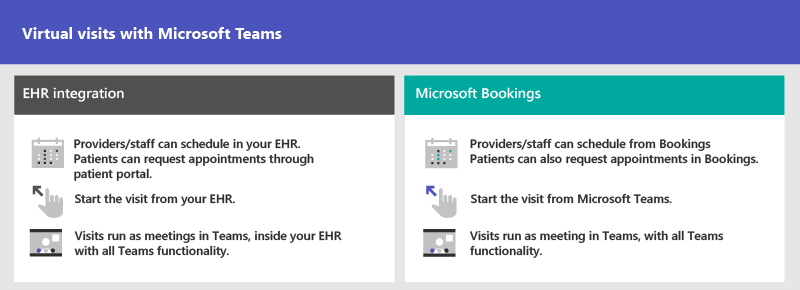 Virtual visits with Microsoft Teams
EHR integration
Providers/staff can schedule in your EHR.
Patients can request appointments through
patient portal.
Start the visit from your EHR.
Visits run as meetings in Teams, inside your EHR
with all Teams functionality.
Microsoft Bookings
Providers/staff can schedule from Bookings
Patients can also request appointments in Bookings.
Start the visit from Microsoft Teams.
Visits run as meeting in Teams, with all Teams
functionality.